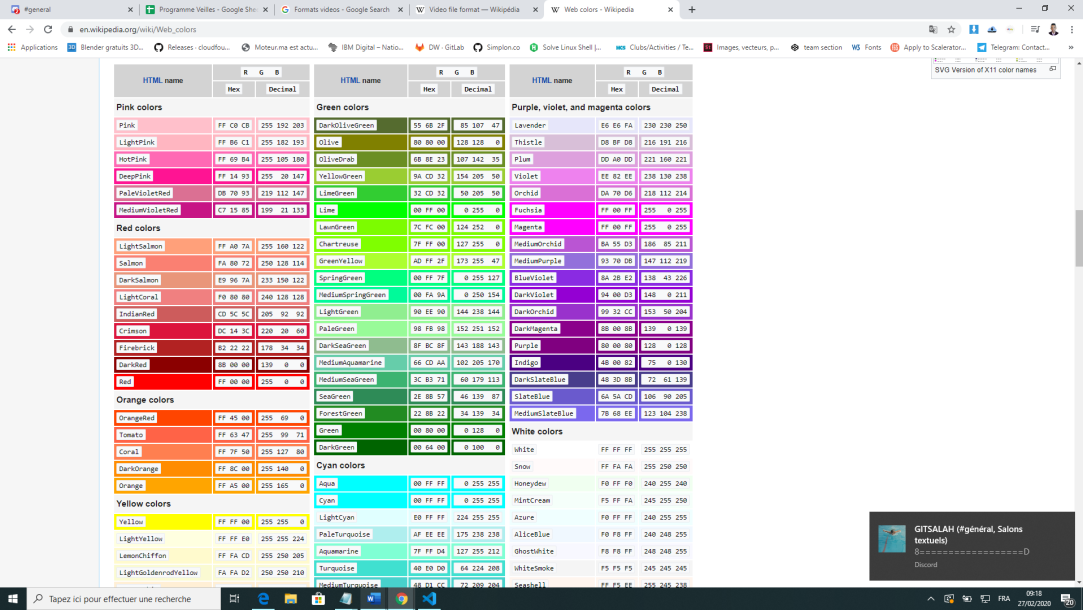 #general
Programme Veilles - Google Shee
Formats videos - Google Search
Video file format — Wikipédia
Web colors - Wikipedia
en.wikipedia.org/wiki/Web_colors
Applications
Blender gratuits 3D...
Releases · cloudfou...
Moteur.ma est actu...
IBM Digital – Natio...
DW · GitLab
Simplon.co
Solve Linux Shell |...
Clubs/Activities / Te...
Images, vecteurs, p...
team section
Fonts
Apply to Scalerator...
Telegram: Contact...
SVG Version of X11 color names
HTML name R G B
Hex Decimal
Pink colors
Pink FF C0 CB 255 192 203
LightPink FF B6 C1 255 182 193
HotPink FF 69 B4 255 105 180
DeepPink FF 14 93 255 20 147
PaleVioletRed DB 70 93 219 112 147
MediumVioletRed C7 15 85 199 21 133
Red colors
LightSalmon FF A0 7A 255 160 122
Salmon FA 80 72 250 128 114
DarkSalmon E9 96 7A 233 150 122
LightCoral F0 80 80 240 128 128
IndianRed CD 5C 5C 205 92 92
Crimson DC 14 3C 220 20 60
Firebrick B2 22 22 178 34 34
DarkRed 8B 00 00 139 0 0
Red FF 00 00 255 0 0
Orange colors
OrangeRed FF 45 00 255 69 0
Tomato FF 63 47 255 99 71
Coral FF 7F 50 255 127 80
DarkOrange FF 8C 00 255 140 0
Orange FF A5 00 255 165 0
Yellow colors
Yellow FF FF 00 255 255 0
LightYellow FF FF E0 255 255 224
LemonChiffon FF FA CD 255 250 205
LightGoldenrodYellow FA FA D2 250 250 210
HTML name R G B
Hex Decimal
Green colors
DarkOliveGreen 55 6B 2F 85 107 47
Olive 80 80 00 128 128 0
OliveDrab 6B 8E 23 107 142 35
YellowGreen 9A CD 32 154 205 50
LimeGreen 32 CD 32 50 205 50
Lime 00 FF 00 0 255 0
LawnGreen 7C FC 00 124 252 0
Chartreuse 7F FF 00 127 255 0
GreenYellow AD FF 2F 173 255 47
SpringGreen 00 FF 7F 0 255 127
MediumSpringGreen 00 FA 9A 0 250 154
LightGreen 90 EE 90 144 238 144
PaleGreen 98 FB 98 152 251 152
DarkSeaGreen 8F BC 8F 143 188 143
MediumAquamarine 66 CD AA 102 205 170
MediumSeaGreen 3C B3 71 60 179 113
SeaGreen 2E 8B 57 46 139 87
ForestGreen 22 8B 22 34 139 34
Green 00 80 00 0 128 0
DarkGreen 00 64 00 0 100 0
Cyan colors
Aqua 00 FF FF 0 255 255
Cyan 00 FF FF 0 255 255
LightCyan E0 FF FF 224 255 255
PaleTurquoise AF EE EE 175 238 238
Aquamarine 7F FF D4 127 255 212
Turquoise 40 E0 D0 64 224 208
MediumTurquoise 48 D1 CC 72 209 204
HTML name R G B
Hex Decimal
Purple, violet, and magenta colors
Lavender E6 E6 FA 230 230 250
Thistle D8 BF D8 216 191 216
Plum DD A0 DD 221 160 221
Violet EE 82 EE 238 130 238
Orchid DA 70 D6 218 112 214
Fuchsia FF 00 FF 255 0 255
Magenta FF 00 FF 255 0 255
MediumOrchid BA 55 D3 186 85 211
MediumPurple 93 70 DB 147 112 219
BlueViolet 8A 2B E2 138 43 226
DarkViolet 94 00 D3 148 0 211
DarkOrchid 99 32 CC 153 50 204
DarkMagenta 8B 00 8B 139 0 139
Purple 80 00 80 128 0 128
Indigo 4B 00 82 75 0 130
DarkSlateBlue 48 3D 8B 72 61 139
SlateBlue 6A 5A CD 106 90 205
MediumSlateBlue 7B 68 EE 123 104 238
White colors
White FF FF FF 255 255 255
Snow FF FA FA 255 250 250
Honeydew F0 FF F0 240 255 240
MintCream F5 FF FA 245 255 250
Azure F0 FF FF 240 255 255
AliceBlue F0 F8 FF 240 248 255
GhostWhite F8 F8 FF 248 248 255
WhiteSmoke F5 F5 F5 245 245 245
Seashell FF F5 EE 255 245 238
GITSALAH (#général, Salons
textuels)
8==================D
Discord
Tapez ici pour effectuer une recherche
FRA
09:18
27/02/2020
20